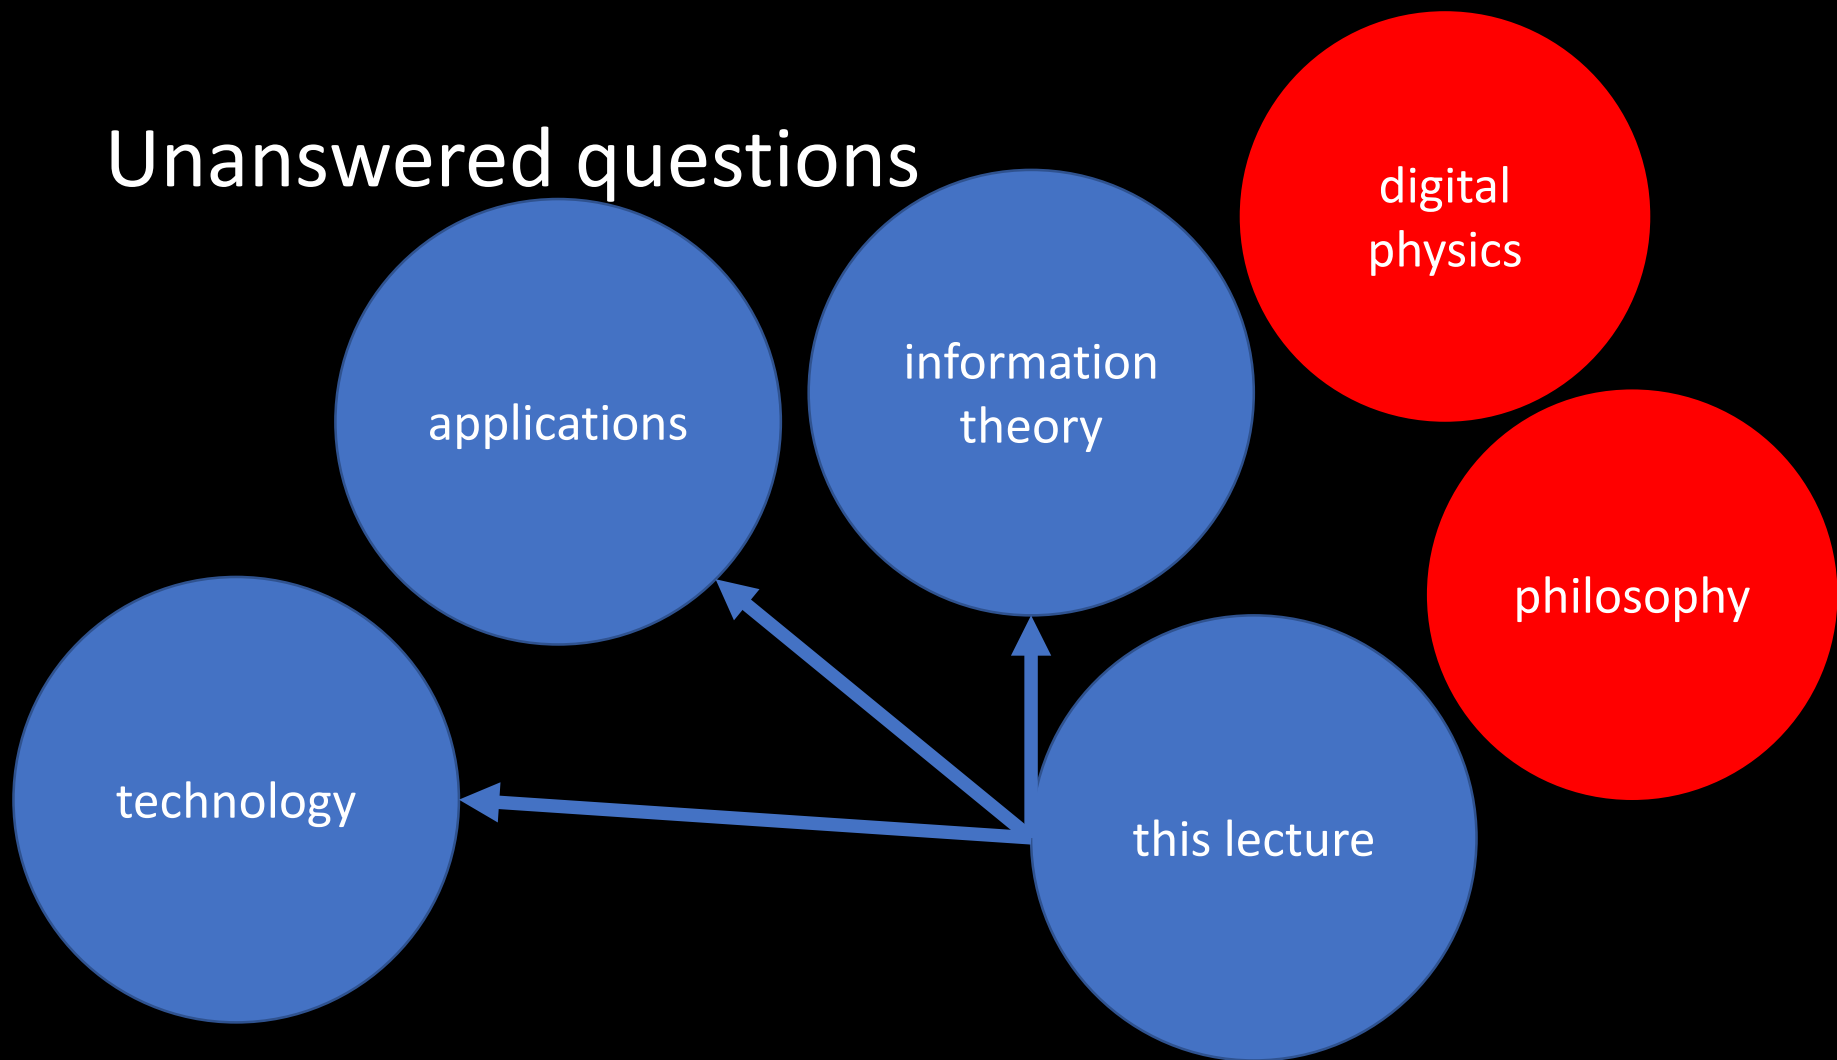 Unanswered questions
digital
physics
information
theory
applications
philosophy
technology
this lecture